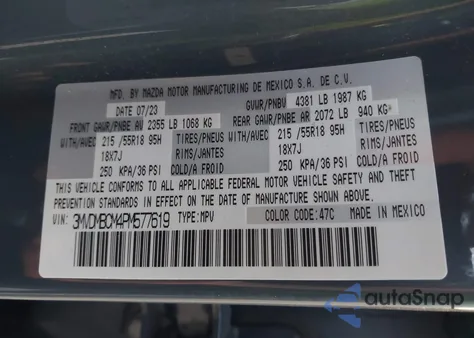 MFD. BY MAZDA MOTOR MANUFACTURING DE MEXICO S.A. DE C.V.
DATE 07/23 GVWR/PNBV 4381 LB 1987 KG
FRONT GAWR/PNBE AV 2355 LB 1068 KG REAR GAWR/PNBE AR 2072 LB 940 KG
WITH/AVEC 215 /55R18 95H TIRES/PNEUS WITH/AVEC 215 /55R18 95H TIRES/PNEUS
18X7J RIMS/JANTES 18X7J RIMS/JANTES
250 KPA/36 PSI COLD/A FROID 250 KPA/36 PSI COLD/A FROID
THIS VEHICLE CONFORMS TO ALL APPLICABLE FEDERAL MOTOR VEHICLE SAFETY AND THEFT
PREVENTION STANDARDS IN EFFECT ON THE DATE OF MANUFACTURE SHOWN ABOVE.
VIN: 3MVDMBCM4PM577619 TYPE: MPV COLOR CODE: 47C MADE IN MEXICO
autoSnap